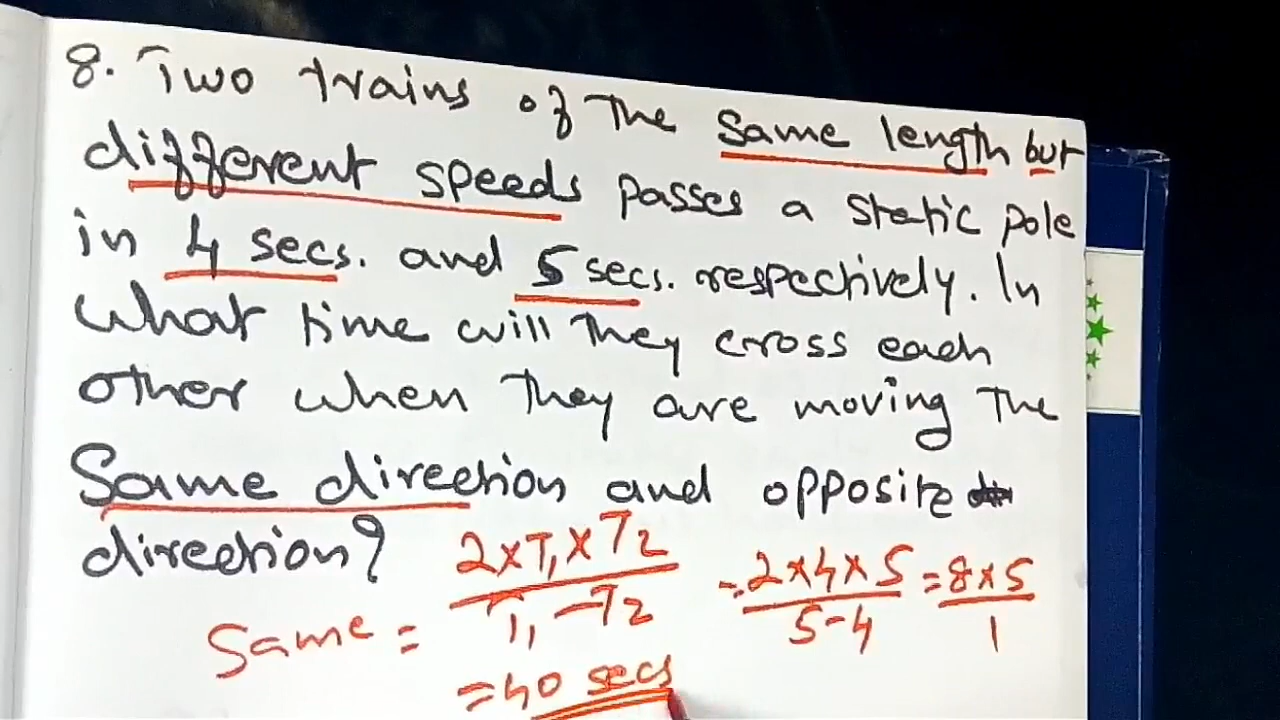 8. Two trains of the same length but
different speeds passes a static pole
in 4 secs. and 5 secs. respectively. In
what time will they cross each
other when they are moving the
Same direction and opposite
direction?
Same = 2×T₁×T₂ / T₁-T₂ = 2×4×5 / 5-4 = 8×5 / 1
= 40 secs